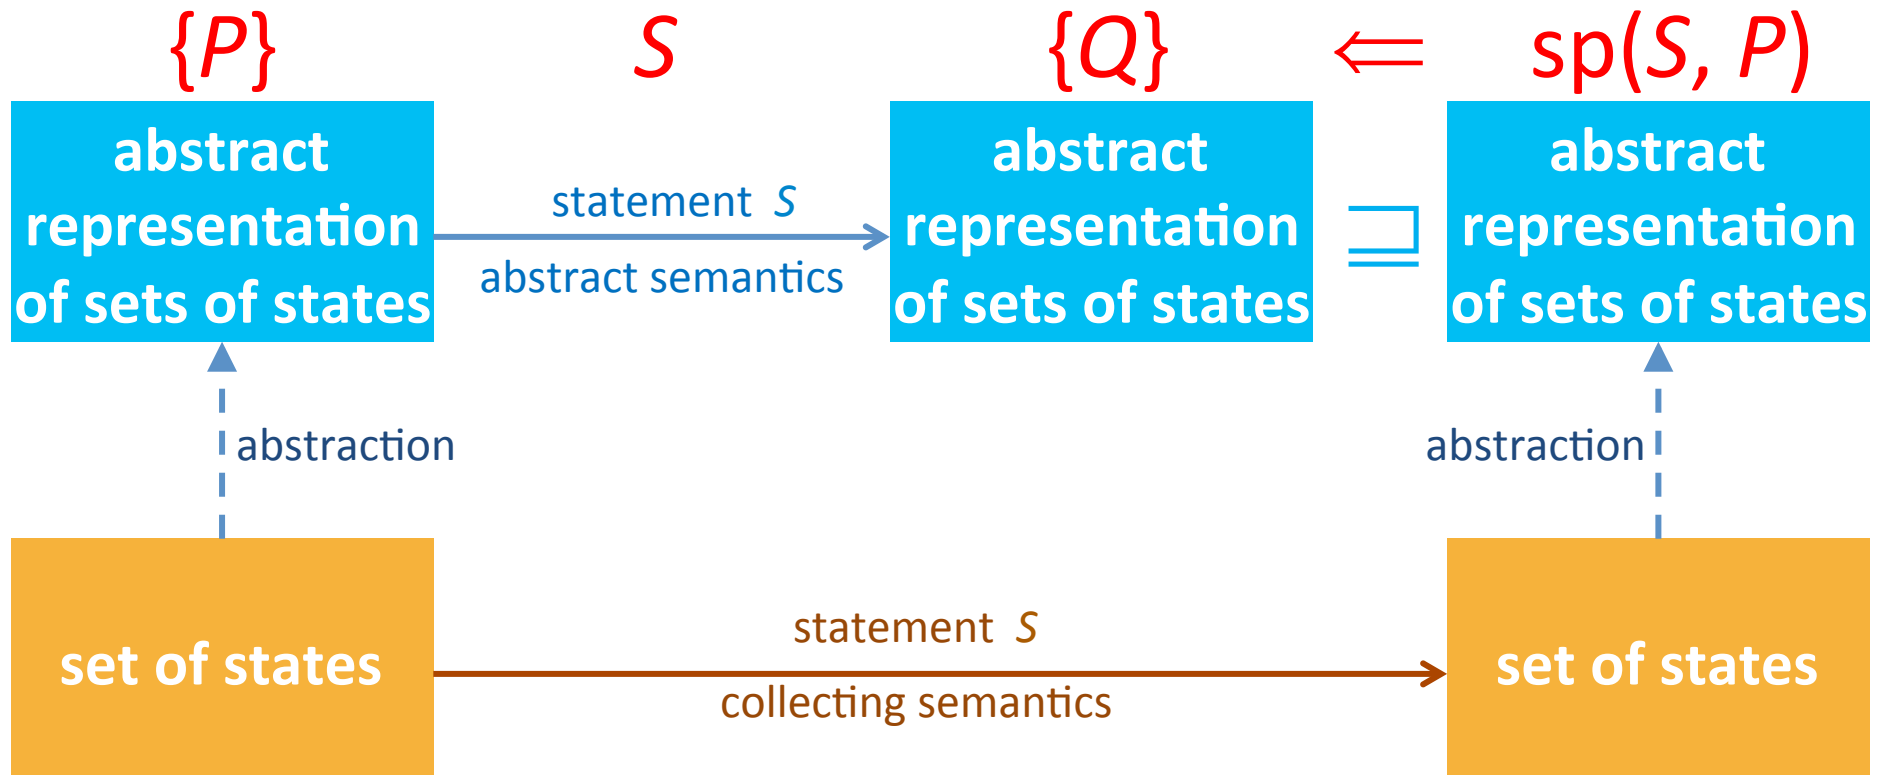 {P} S {Q} ⇐ sp(S, P)
abstract
representation
of sets of states
statement S
abstract semantics
abstract
representation
of sets of states
⊒
abstract
representation
of sets of states
abstraction
abstraction
set of states
statement S
collecting semantics
set of states